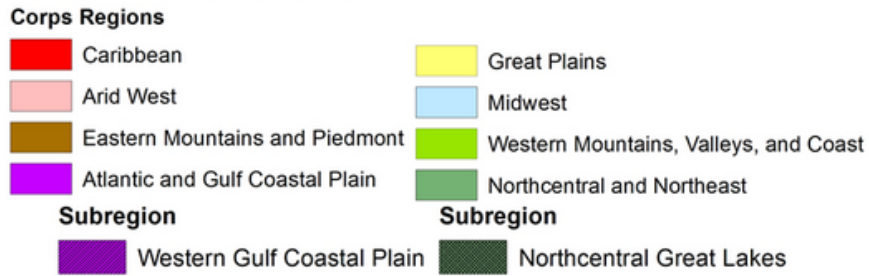 Corps Regions
Caribbean
Arid West
Eastern Mountains and Piedmont
Atlantic and Gulf Coastal Plain
Great Plains
Midwest
Western Mountains, Valleys, and Coast
Northcentral and Northeast
Subregion
Western Gulf Coastal Plain
Subregion
Northcentral Great Lakes